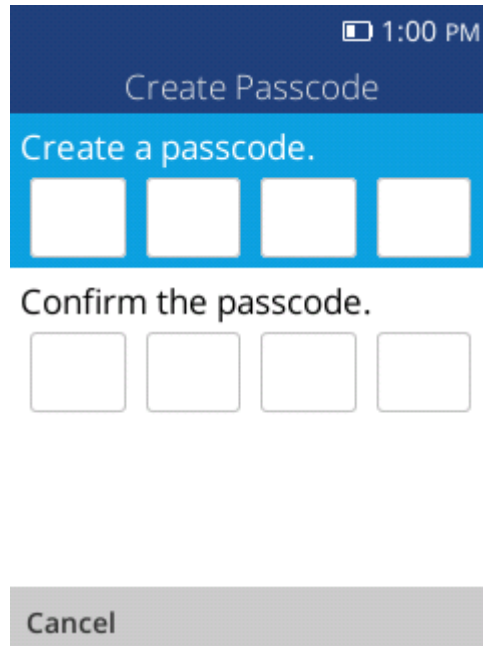 1:00 PM
Create Passcode
Create a passcode.
Confirm the passcode.
Cancel